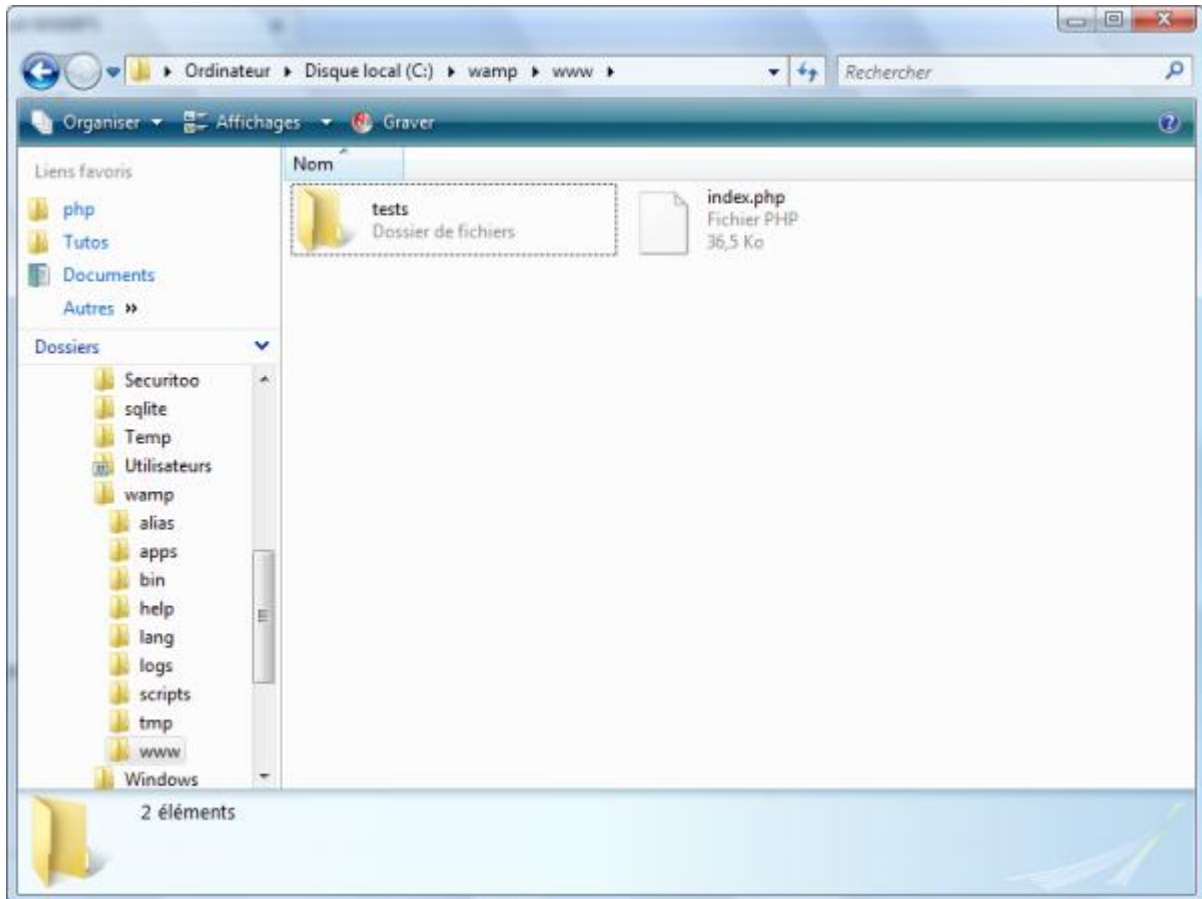 Ordinateur Disque local (C:) wamp www Rechercher
Organiser Affichages Graver
Liens favoris
php
Tutos
Documents
Autres »
Dossiers
Securitoo
sqlite
Temp
Utilisateurs
wamp
alias
apps
bin
help
lang
logs
scripts
tmp
www
Windows
Nom
tests
Dossier de fichiers
index.php
Fichier PHP
36,5 Ko
2 éléments